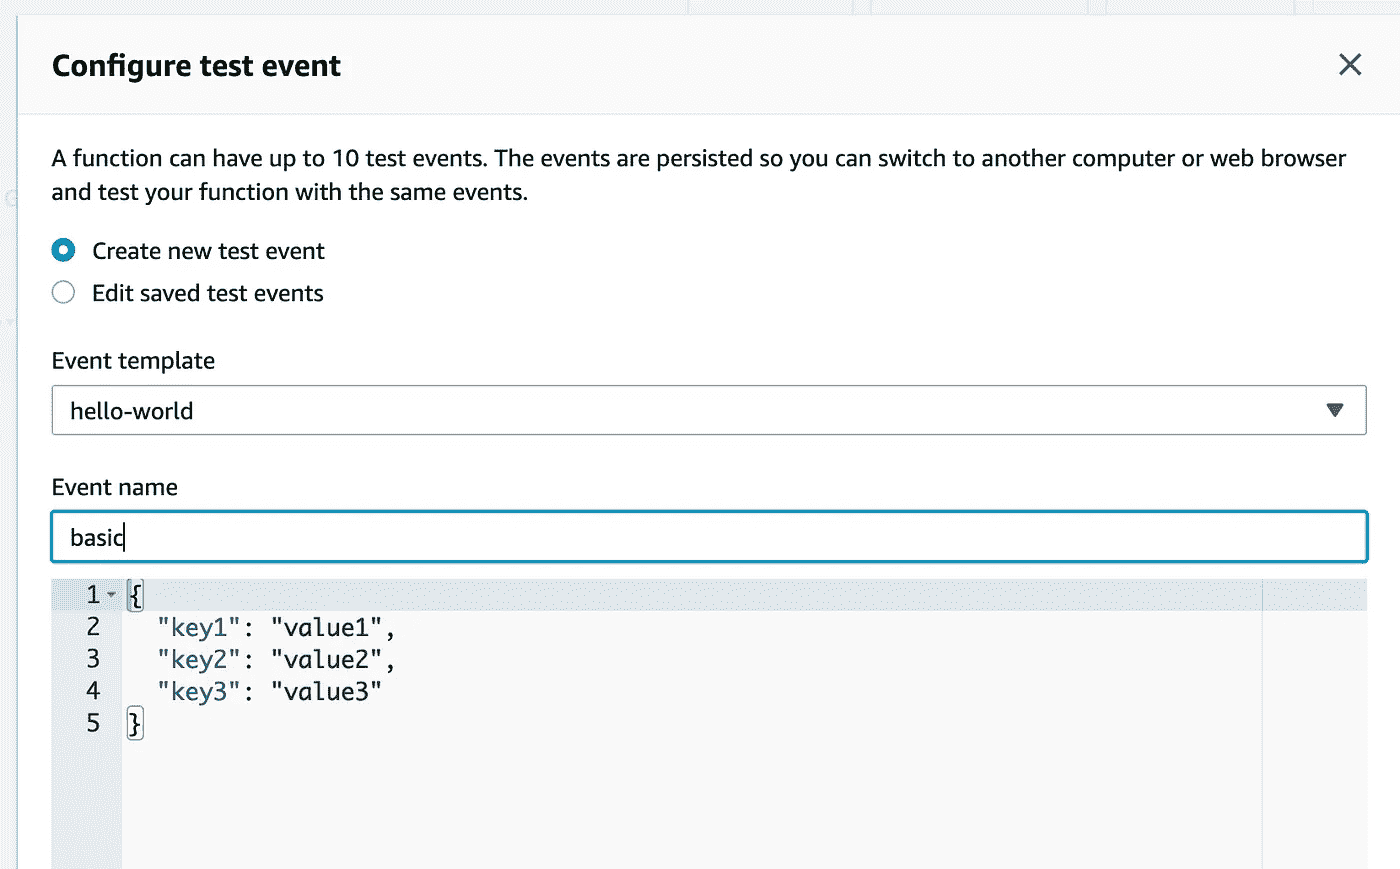 Configure test event
A function can have up to 10 test events. The events are persisted so you can switch to another computer or web browser
and test your function with the same events.
Create new test event
Edit saved test events
Event template
hello-world
Event name
basic
1 {
2 "key1": "value1",
3 "key2": "value2",
4 "key3": "value3"
5 }